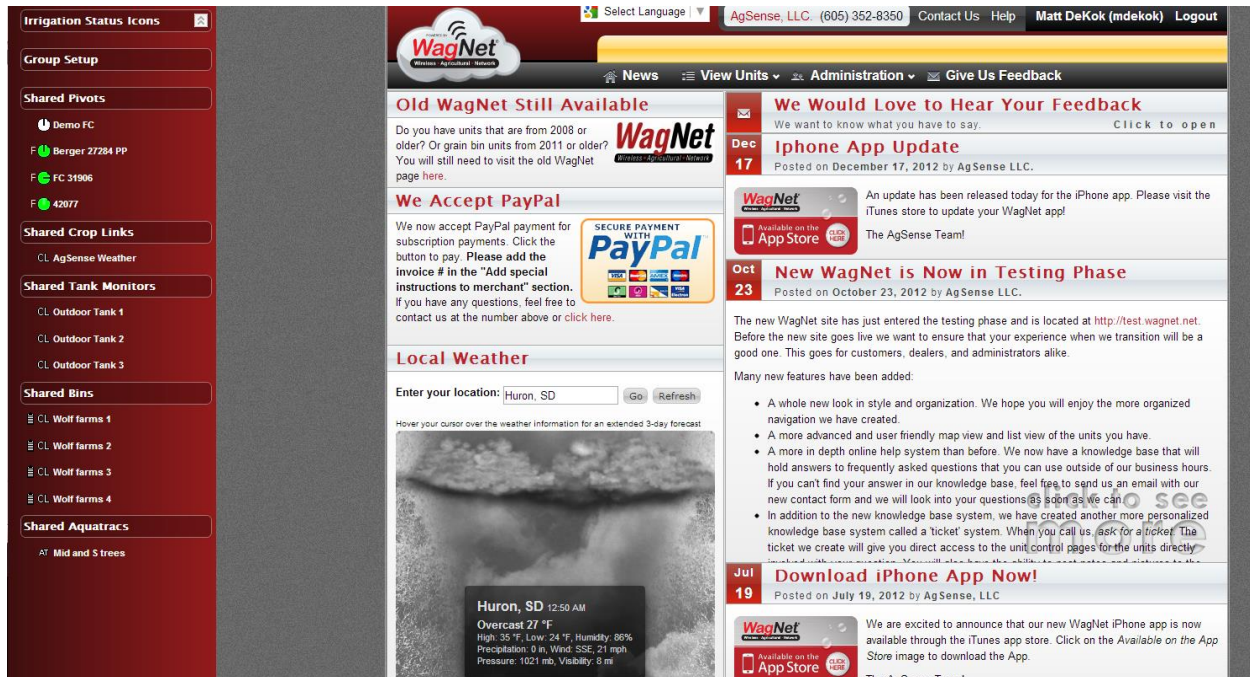 Irrigation Status Icons
Group Setup
Shared Pivots
Demo FC
F Berger 27284 PP
F FC 31906
F 42077
Shared Crop Links
CL AgSense Weather
Shared Tank Monitors
CL Outdoor Tank 1
CL Outdoor Tank 2
CL Outdoor Tank 3
Shared Bins
CL Wolf farms 1
CL Wolf farms 2
CL Wolf farms 3
CL Wolf farms 4
Shared Aquatracs
AT Mid and S trees
WagNet
Wireless - Agricultural - Network
Select Language ▼
AgSense, LLC. (605) 352-8350 Contact Us Help Matt DeKok (mdekok) Logout
News View Units Administration Give Us Feedback
Old WagNet Still Available
Do you have units that are from 2008 or
older? Or grain bin units from 2011 or older?
You will still need to visit the old WagNet
page here.
WagNet
Wireless - Agricultural - Network
We Accept PayPal
We now accept PayPal payment for
subscription payments. Click the
button to pay. Please add the
invoice # in the "Add special
instructions to merchant" section.
If you have any questions, feel free to
contact us at the number above or click here.
SECURE PAYMENT
WITH
PayPal
VISA
Local Weather
Enter your location: Huron, SD Go Refresh
Hover your cursor over the weather information for an extended 3-day forecast
Huron, SD 12:50 AM
Overcast 27 °F
High: 35 °F, Low: 24 °F, Humidity: 86%
Precipitation: 0 in, Wind: SSE, 21 mph
Pressure: 1021 mb, Visibility: 8 mi
We Would Love to Hear Your Feedback
We want to know what you have to say. Click to open
Dec
17
Iphone App Update
Posted on December 17, 2012 by AgSense LLC.
WagNet
Available on the
App Store
CLICK
HERE
An update has been released today for the iPhone app. Please visit the
iTunes store to update your WagNet app!
The AgSense Team!
Oct
23
New WagNet is Now in Testing Phase
Posted on October 23, 2012 by AgSense LLC.
The new WagNet site has just entered the testing phase and is located at http://test.wagnet.net.
Before the new site goes live we want to ensure that your experience when we transition will be a
good one. This goes for customers, dealers, and administrators alike.
Many new features have been added:
• A whole new look in style and organization. We hope you will enjoy the more organized
navigation we have created.
• A more advanced and user friendly map view and list view of the units you have.
• A more in depth online help system than before. We now have a knowledge base that will
hold answers to frequently asked questions that you can use outside of our business hours.
If you can't find your answer in our knowledge base, feel free to send us an email with our
new contact form and we will look into your questions as soon as we can.
• In addition to the new knowledge base system, we have created another more personalized
knowledge base system called a 'ticket' system. When you call us, ask for a ticket. The
ticket we create will give you direct access to the unit control pages for the units directly
click to see
more
Jul
19
Download iPhone App Now!
Posted on July 19, 2012 by AgSense, LLC
WagNet
Available on the
App Store
CLICK
HERE
We are excited to announce that our new WagNet iPhone app is now
available through the iTunes app store. Click on the Available on the App
Store image to download the App.